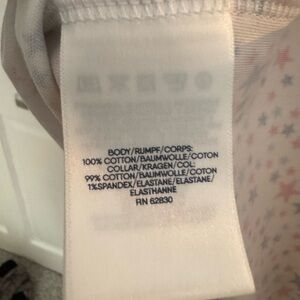 BODY/RUMPF/CORPS:
100% COTTON/BAUMWOLLE/COTON
COLLAR/KRAGEN/COL:
99% COTTON/BAUMWOLLE/COTON
1%SPANDEX/ELASTANE/ELASTANE/
ELASTHANNE
RN 62830